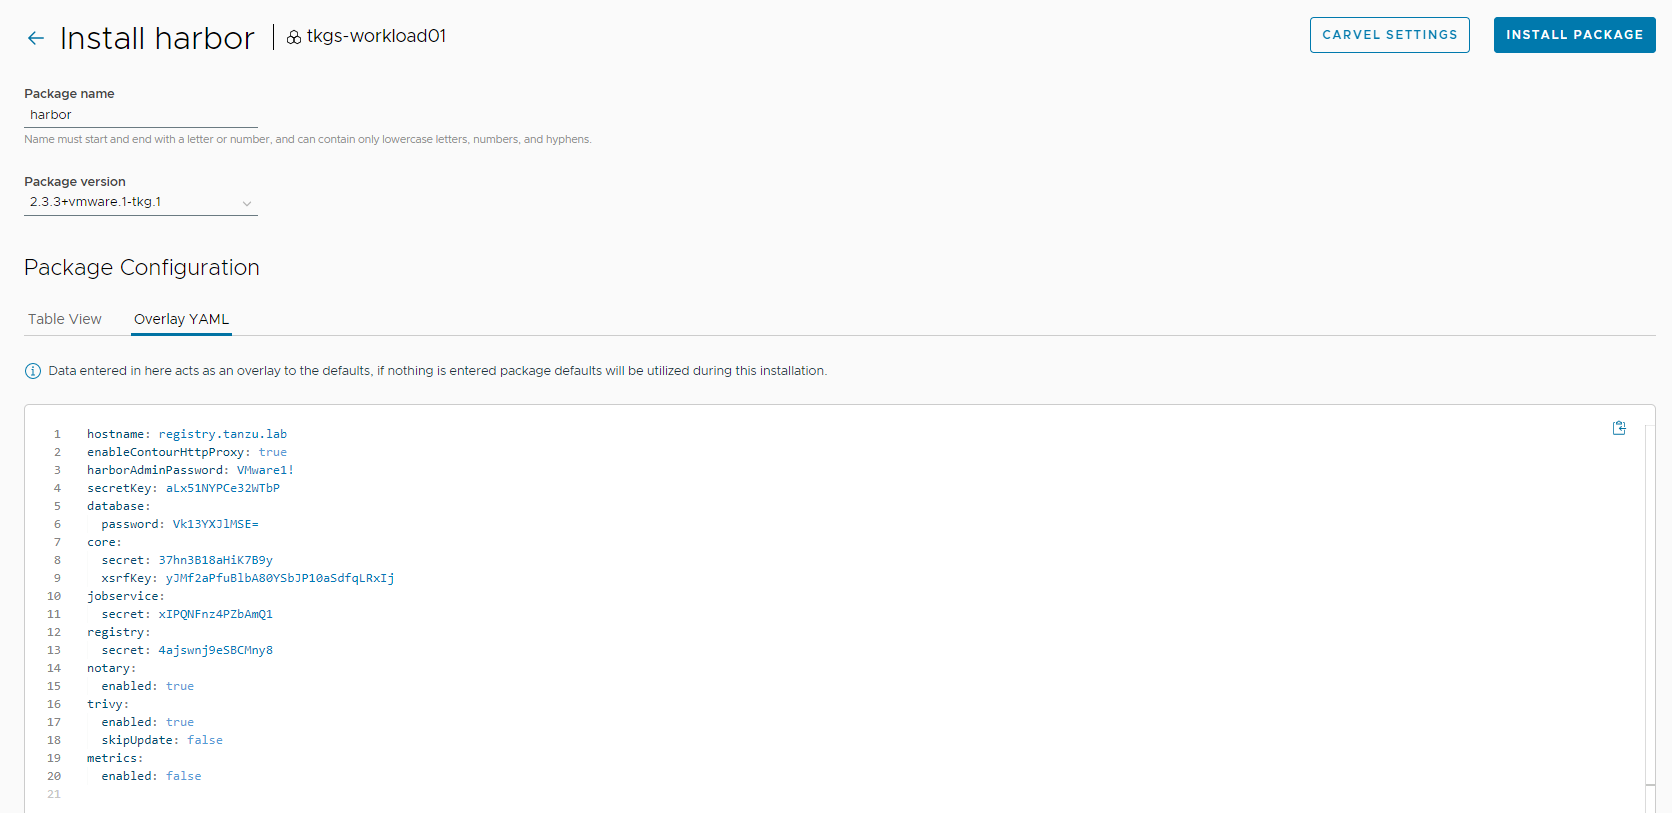 Install harbor
tkgs-workload01
CARVEL SETTINGS
INSTALL PACKAGE
Package name
harbor
Name must start and end with a letter or number, and can contain only lowercase letters, numbers, and hyphens.
Package version
2.3.3+vmware.1-tkg.1
Package Configuration
Table View
Overlay YAML
Data entered in here acts as an overlay to the defaults, if nothing is entered package defaults will be utilized during this installation.
1 hostname: registry.tanzu.lab
2 enableContourHttpProxy: true
3 harborAdminPassword: VMware1!
4 secretKey: aLx51NYPCe32WTbP
5 database:
6   password: Vk13YXJlMSE=
7 core:
8   secret: 37hn3B18aHiK7B9y
9   xsrfKey: yJMf2aPfuBlbA80YSbJP10aSdfqLRxIj
10 jobservice:
11   secret: xIPQNFnz4PZbAmQ1
12 registry:
13   secret: 4ajswnj9eSBCMny8
14 notary:
15   enabled: true
16 trivy:
17   enabled: true
18   skipUpdate: false
19 metrics:
20   enabled: false
21